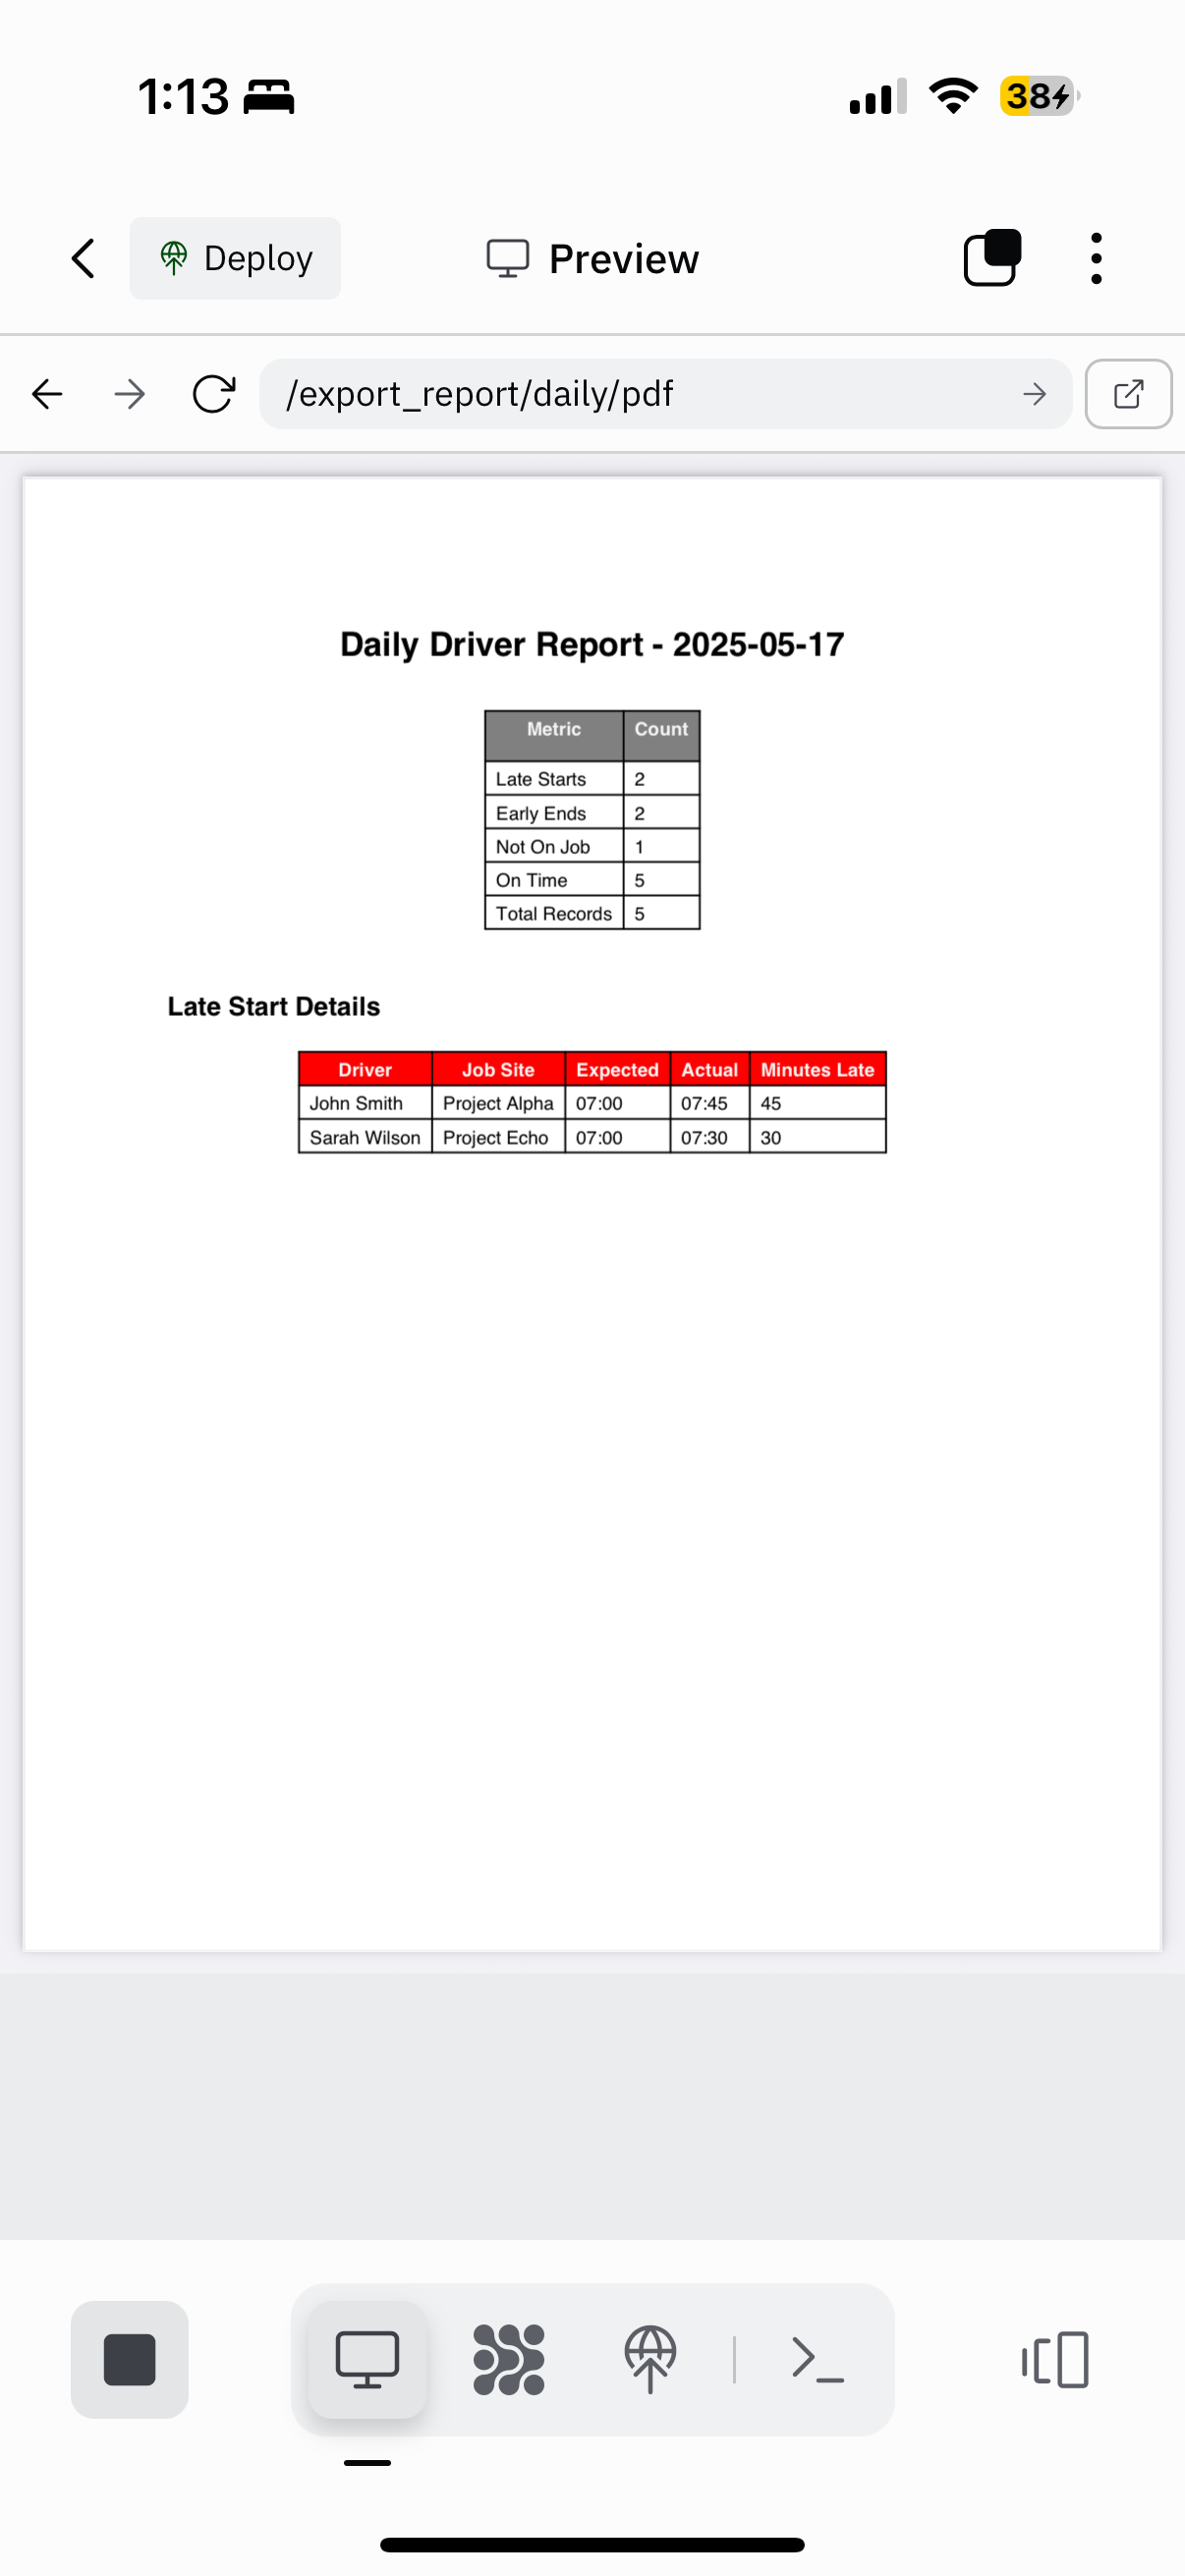 1:13
38
Deploy
Preview
/export_report/daily/pdf
Daily Driver Report - 2025-05-17
Metric Count
Late Starts 2
Early Ends 2
Not On Job 1
On Time 5
Total Records 5
Late Start Details
Driver Job Site Expected Actual Minutes Late
John Smith Project Alpha 07:00 07:45 45
Sarah Wilson Project Echo 07:00 07:30 30